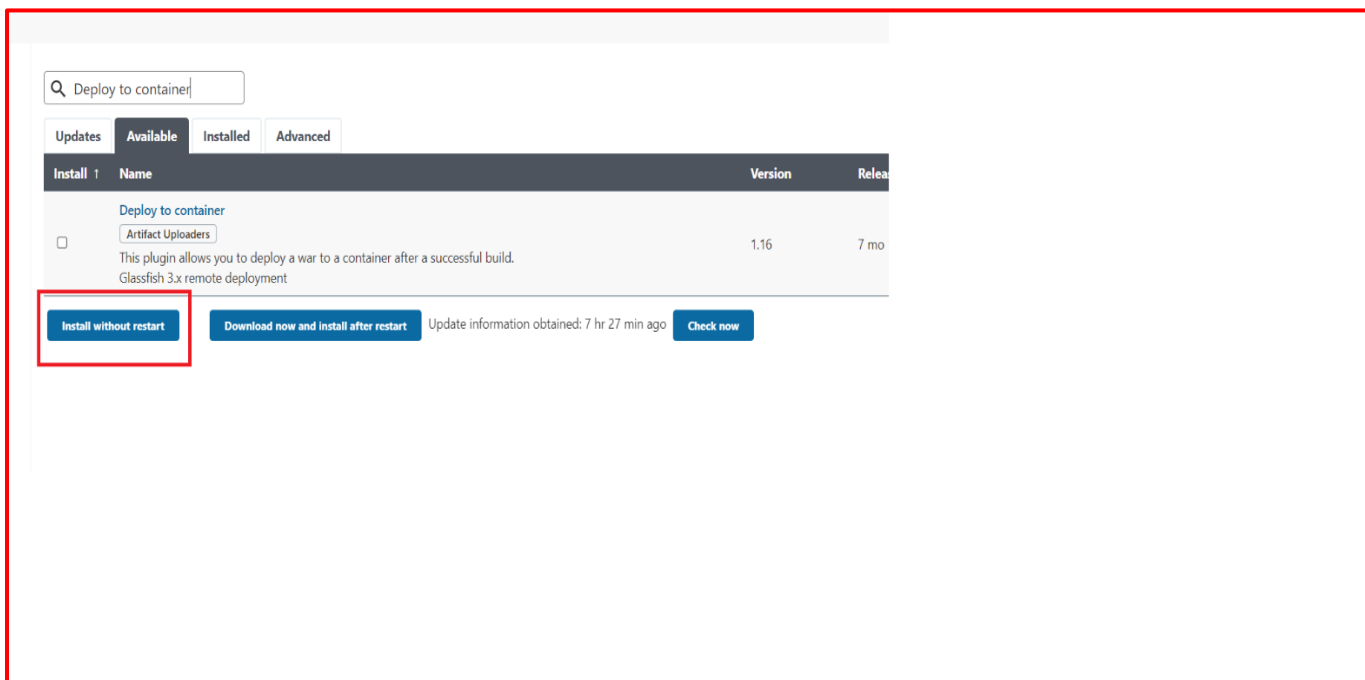 Deploy to container
Updates Available Installed Advanced
Install ↑ Name Version Releas
Deploy to container
Artifact Uploaders
This plugin allows you to deploy a war to a container after a successful build.
Glassfish 3.x remote deployment
1.16 7 mo
Install without restart Download now and install after restart Update information obtained: 7 hr 27 min ago Check now